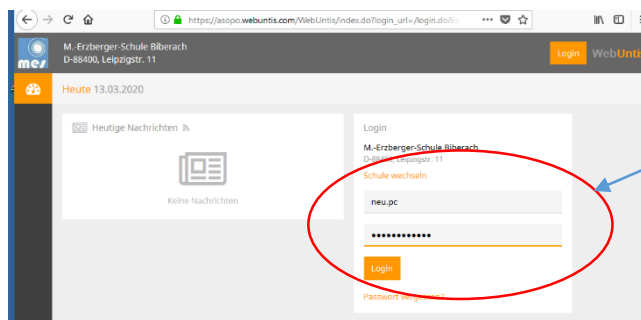 https://asopo.webuntis.com/WebUntis/index.do?login_url=/login.do
mes
M.-Erzberger-Schule Biberach
D-88400, Leipzigstr. 11
Login
WebUntis
Heute 13.03.2020
Heutige Nachrichten
Keine Nachrichten
Login
M.-Erzberger-Schule Biberach
D-88400, Leipzigstr. 11
Schule wechseln
neu.pc
••••••••••••
Login
Passwort vergessen?